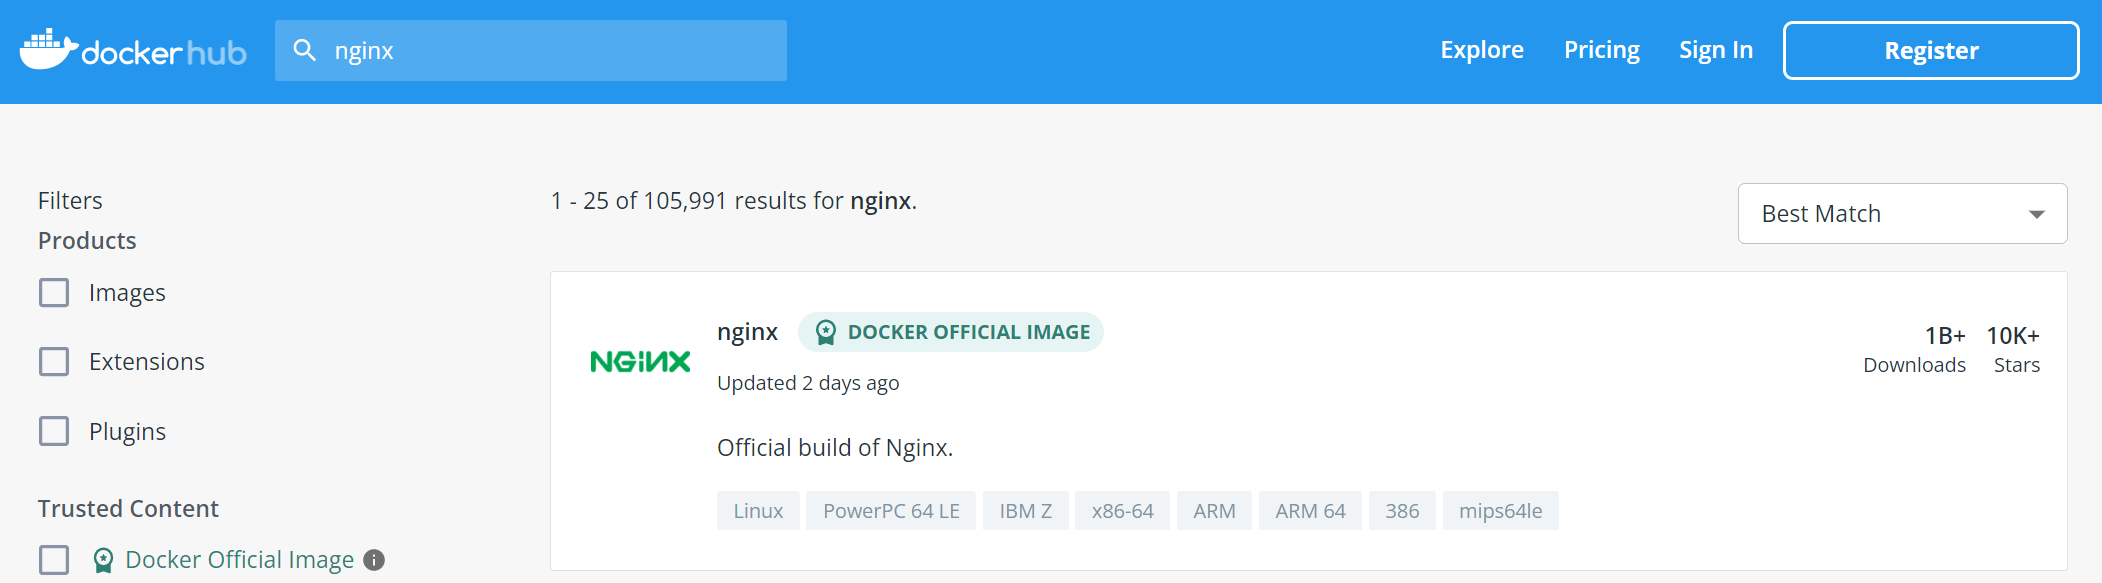 dockerhub
nginx
Explore
Pricing
Sign In
Register
Filters
Products
Images
Extensions
Plugins
Trusted Content
Docker Official Image
1 - 25 of 105,991 results for nginx.
Best Match
NGiNX
nginx
DOCKER OFFICIAL IMAGE
Updated 2 days ago
1B+
Downloads
10K+
Stars
Official build of Nginx.
Linux
PowerPC 64 LE
IBM Z
x86-64
ARM
ARM 64
386
mips64le